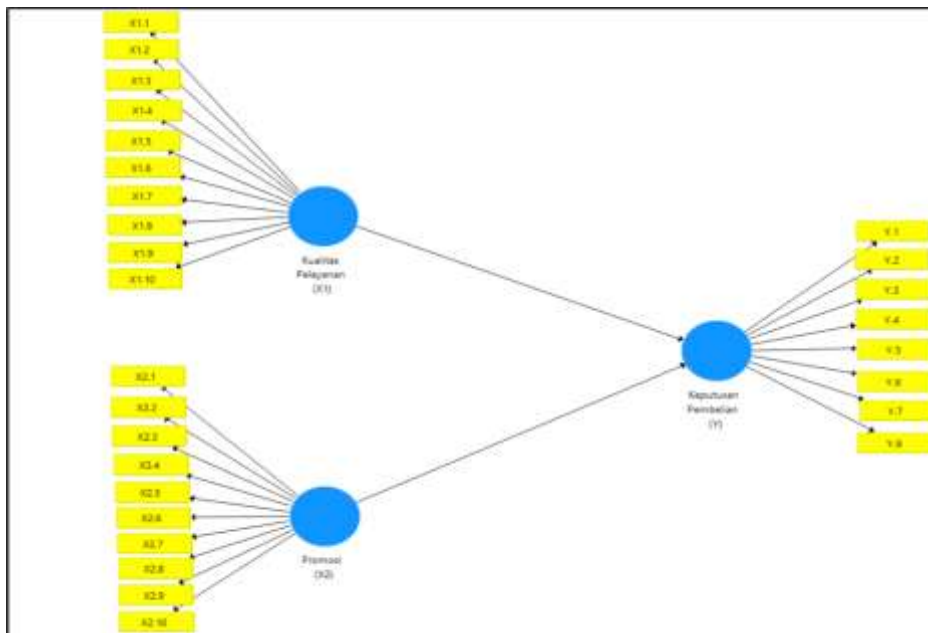 X1.1
X1.2
X1.3
X1.4
X1.5
X1.6
X1.7
X1.8
X1.9
X1.10
Kualitas
Pelayanan
(X1)
X2.1
X2.2
X2.3
X2.4
X2.5
X2.6
X2.7
X2.8
X2.9
X2.10
Promosi
(X2)
Keputusan
Pembelian
(Y)
Y.1
Y.2
Y.3
Y.4
Y.5
Y.6
Y.7
Y.8